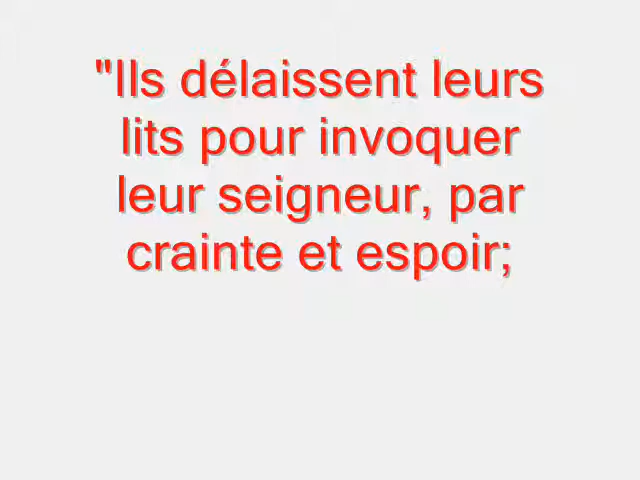 "Ils délaissent leurs
lits pour invoquer
leur seigneur, par
crainte et espoir;